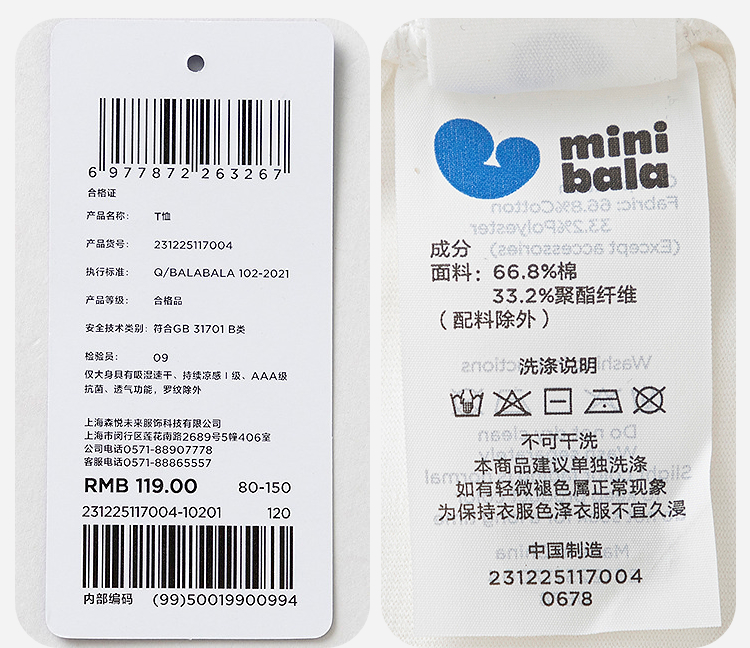 6 977872 263267
合格证
产品名称: T恤
产品货号: 231225117004
执行标准: Q/BALABALA 102-2021
产品等级: 合格品
安全技术类别: 符合GB 31701 B类
检验员: 09
仅大身具有吸湿速干、持续凉感Ⅰ级、AAA级
抗菌、透气功能，罗纹除外
上海森悦未来服饰科技有限公司
上海市闵行区莲花南路2689号5幢406室
公司电话0571-88907778
客服电话0571-88865557
RMB 119.00 80-150
231225117004-10201 120
内部编码 (99)50019900994
mini
bala
Fabric: 66.8%Cotton
33.2%Polyester
(Except accessories)
成分
面料: 66.8%棉
33.2%聚酯纤维
（配料除外）
洗涤说明
不可干洗
本商品建议单独洗涤
如有轻微褪色属正常现象
为保持衣服色泽衣服不宜久浸
中国制造
231225117004
0678